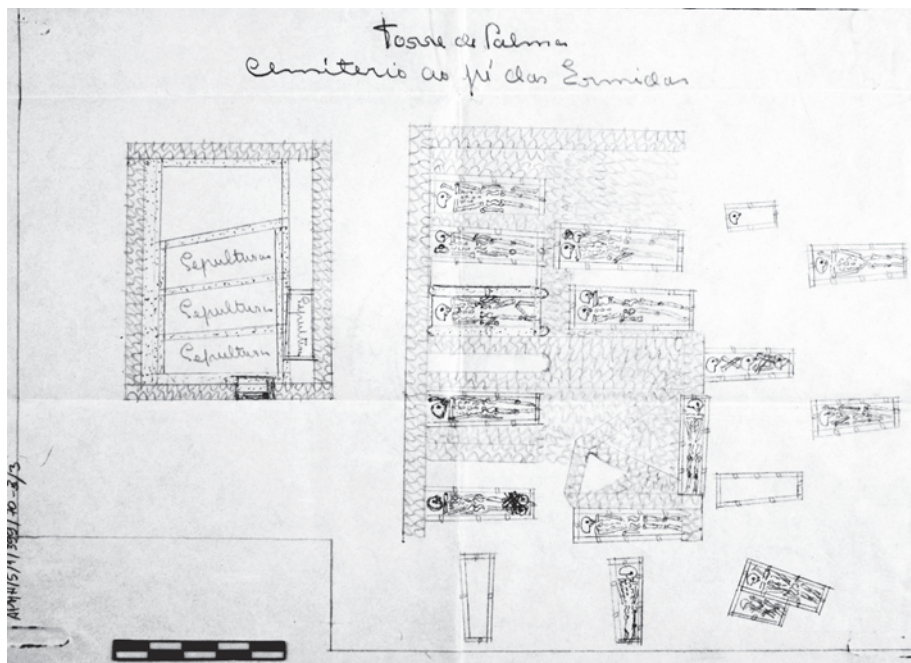 Torre de Palma
Cemiterio ao pé das Ermidas
Sepultura
Sepultura
Sepultura
Sepultura